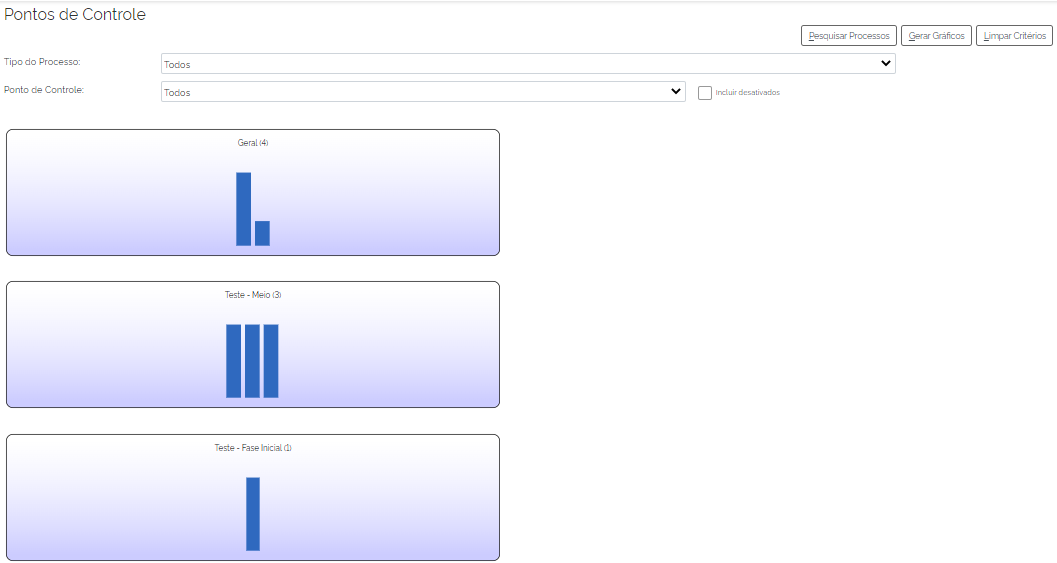 Pontos de Controle
Pesquisar Processos Gerar Gráficos Limpar Critérios
Tipo do Processo: Todos
Ponto de Controle: Todos Incluir desativados
Geral (4)
Teste - Meio (3)
Teste - Fase Inicial (1)